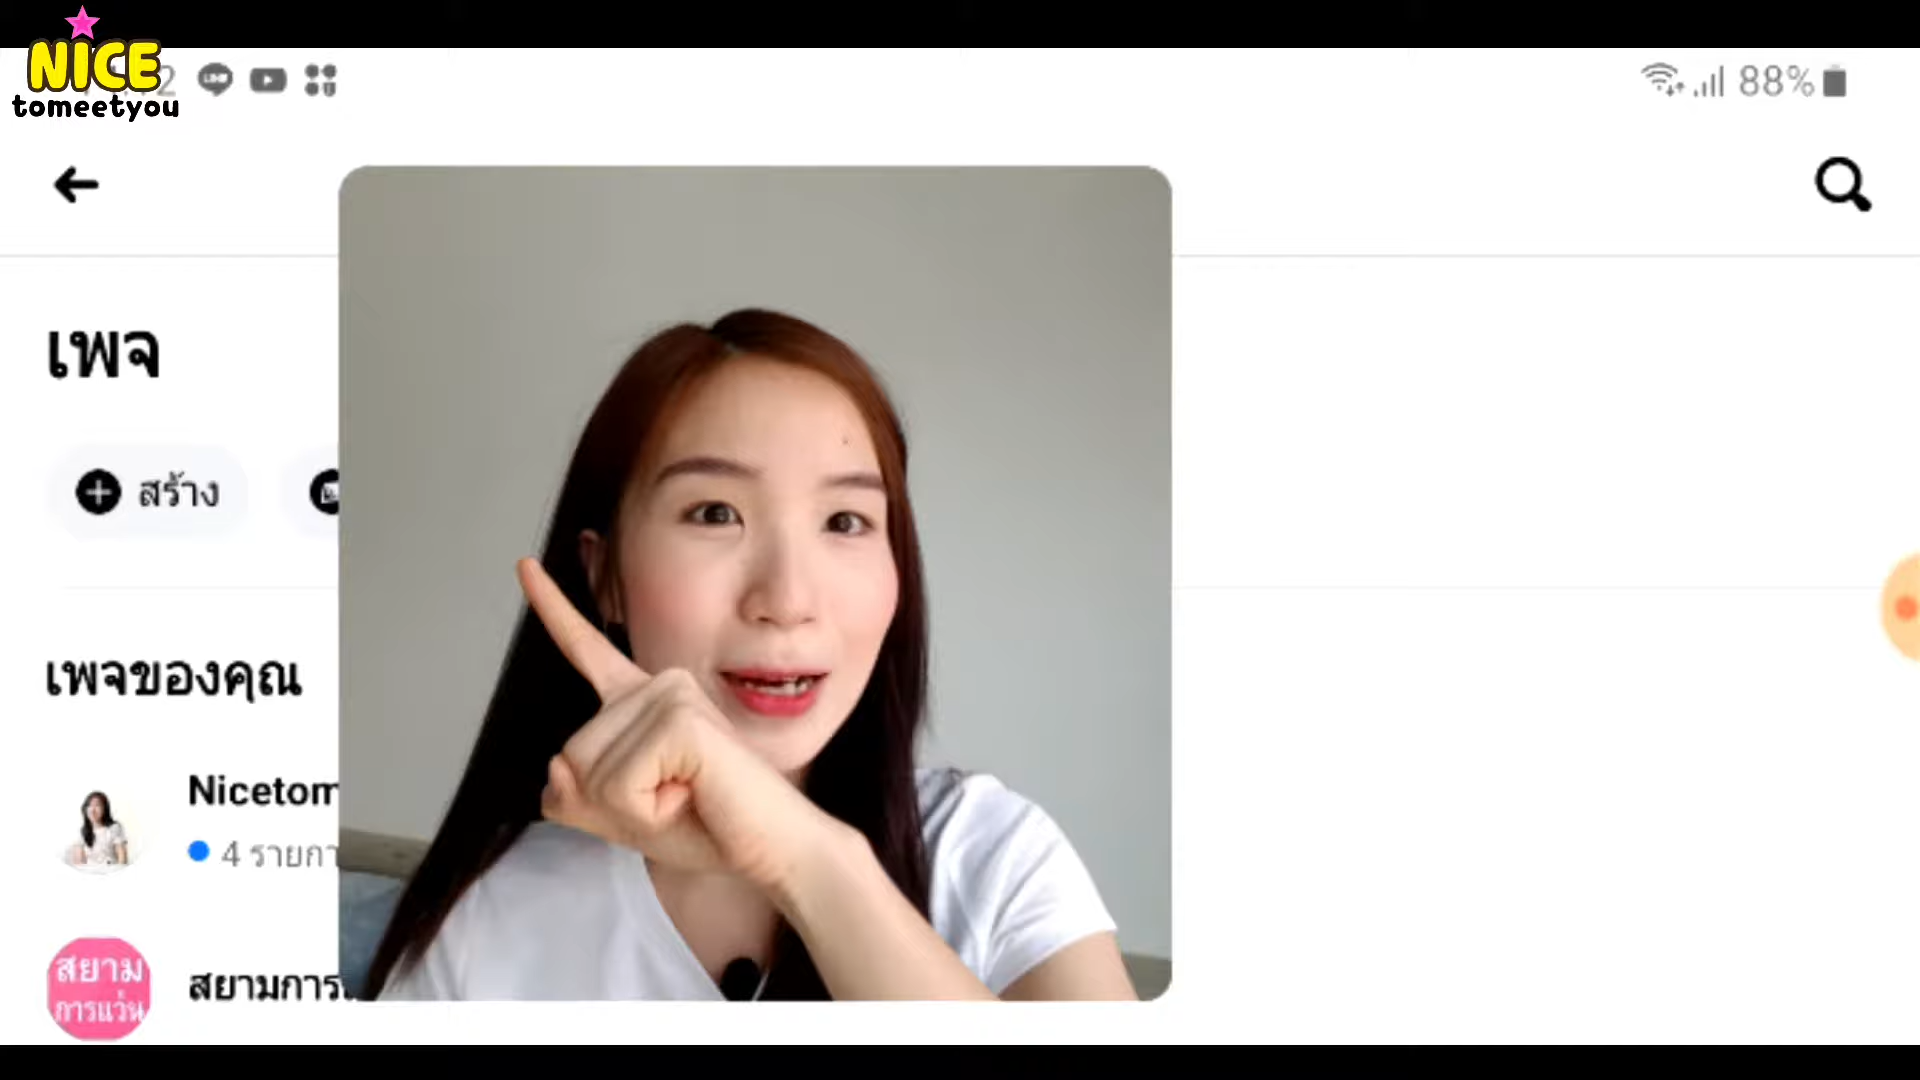 NICE
tomeetyou
88%
เพจ
สร้าง
เพจของคุณ
Nicetom
4 รายกา
สยาม
การแว่น
สยามการ